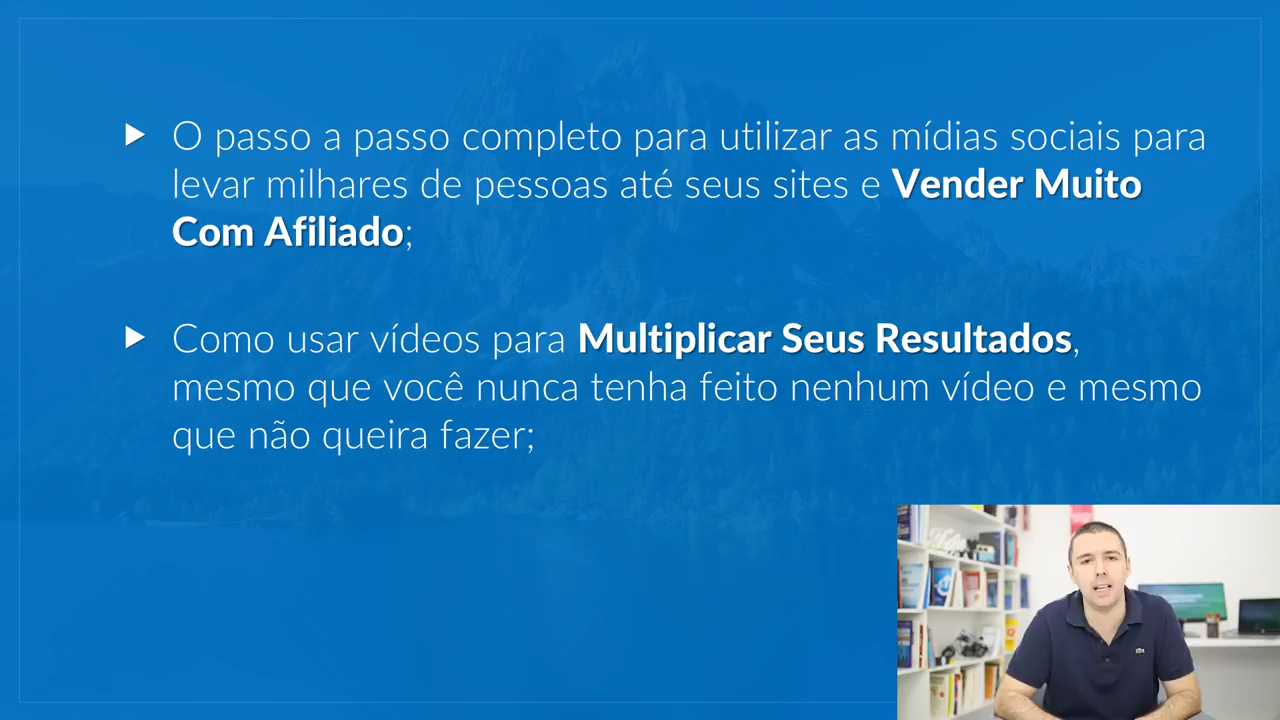 O passo a passo completo para utilizar as mídias sociais para
levar milhares de pessoas até seus sites e Vender Muito
Com Afiliado;
Como usar vídeos para Multiplicar Seus Resultados,
mesmo que você nunca tenha feito nenhum vídeo e mesmo
que não queira fazer;